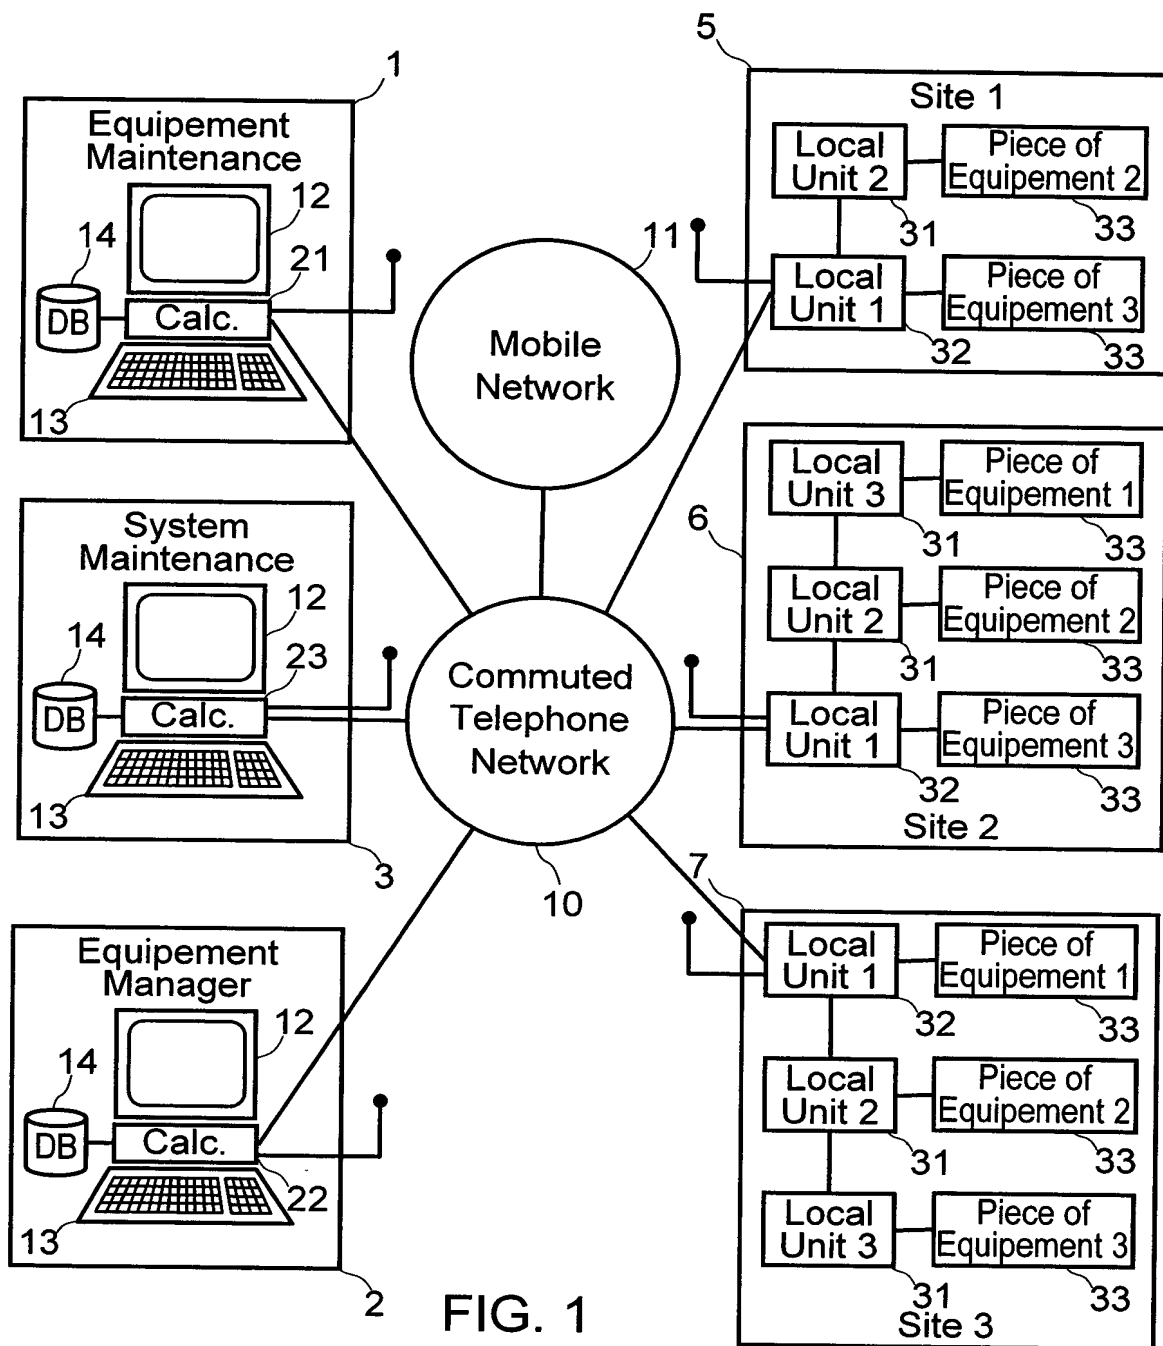 1
Equipement
Maintenance
12
14
21
DB
Calc.
13
System
Maintenance
12
14
23
DB
Calc.
13
3
Equipement
Manager
12
14
DB
Calc.
22
13
2
11
Mobile
Network
Commuted
Telephone
Network
10
5
Site 1
Local
Unit 2
Piece of
Equipement 2
31
33
Local
Unit 1
Piece of
Equipement 3
32
33
6
Local
Unit 3
Piece of
Equipement 1
31
33
Local
Unit 2
Piece of
Equipement 2
31
33
Local
Unit 1
Piece of
Equipement 3
32
33
Site 2
7
Local
Unit 1
Piece of
Equipement 1
32
33
Local
Unit 2
Piece of
Equipement 2
31
33
Local
Unit 3
Piece of
Equipement 3
31
33
Site 3
FIG. 1